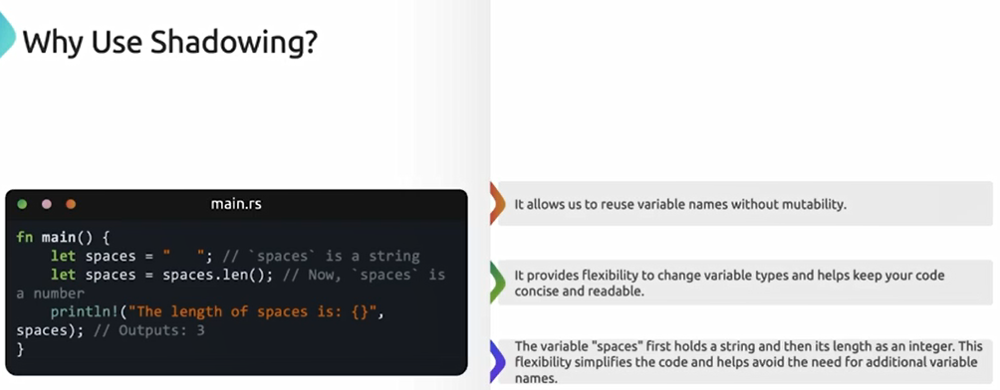 Why Use Shadowing?
main.rs
fn main() {
    let spaces = "   "; // `spaces` is a string
    let spaces = spaces.len(); // Now, `spaces` is
a number
    println!("The length of spaces is: {}",
spaces); // Outputs: 3
}
It allows us to reuse variable names without mutability.
It provides flexibility to change variable types and helps keep your code
concise and readable.
The variable "spaces" first holds a string and then its length as an integer. This
flexibility simplifies the code and helps avoid the need for additional variable
names.